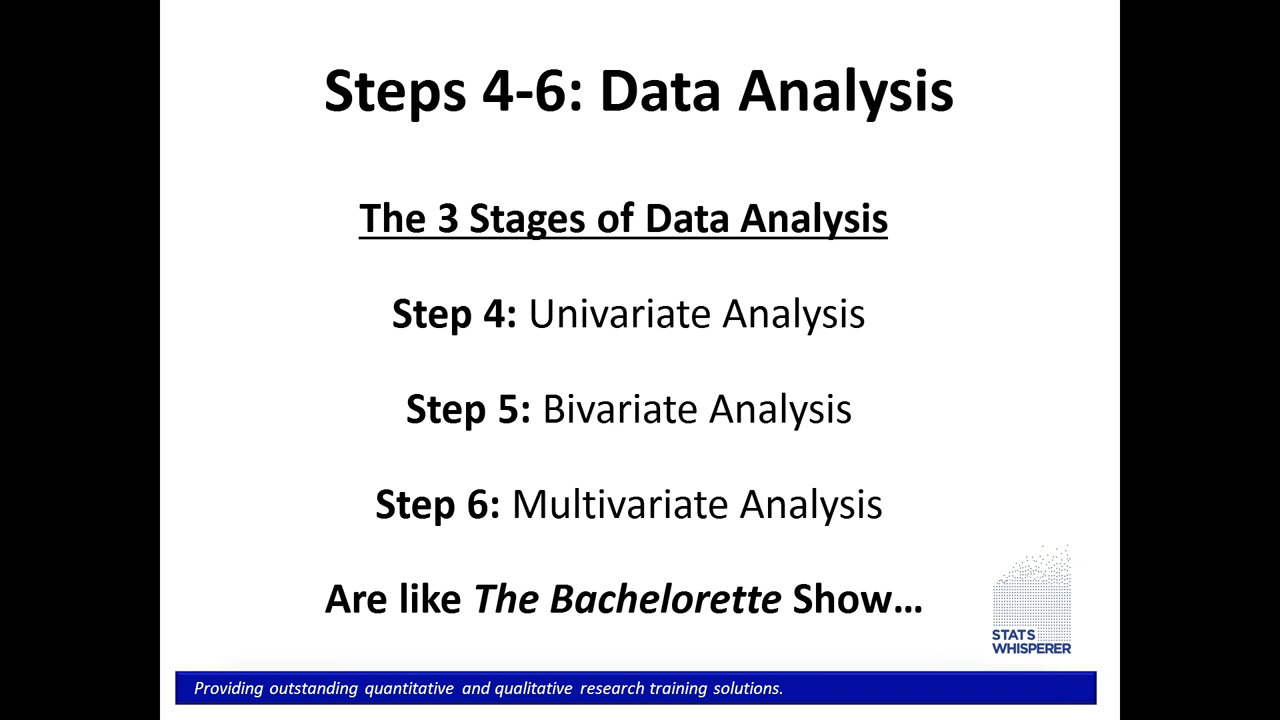 Steps 4-6: Data Analysis
The 3 Stages of Data Analysis
Step 4: Univariate Analysis
Step 5: Bivariate Analysis
Step 6: Multivariate Analysis
Are like The Bachelorette Show…
STATS
WHISPERER
Providing outstanding quantitative and qualitative research training solutions.